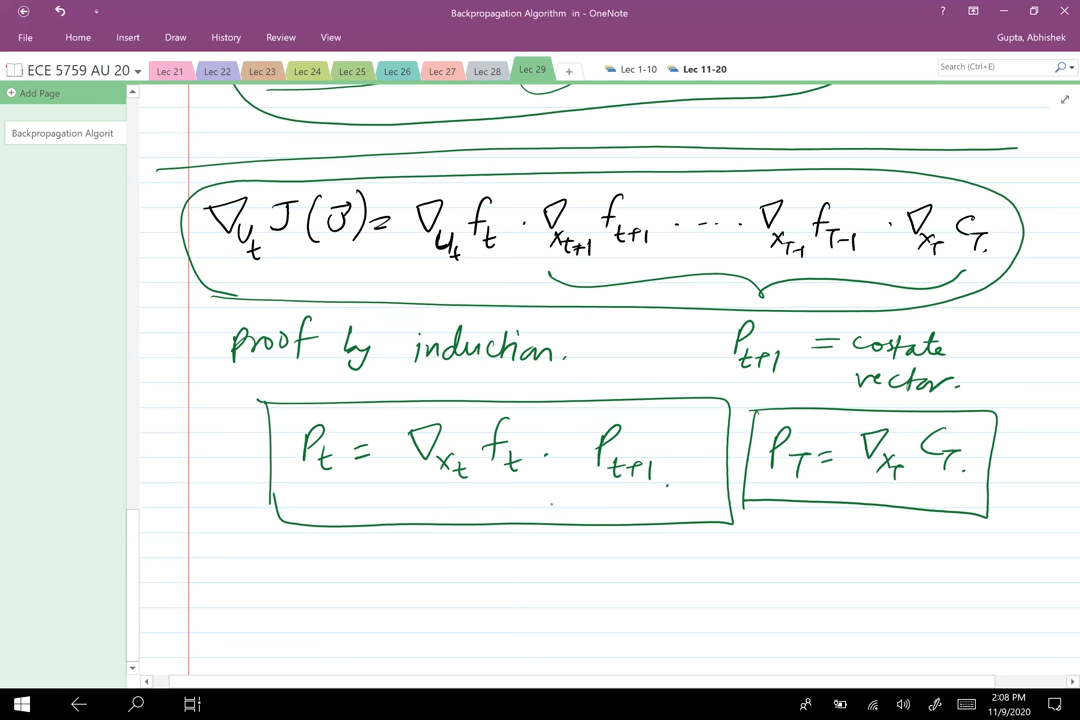 Backpropagation Algorithm in - OneNote
?
File Home Insert Draw History Review View
Gupta, Abhishek
ECE 5759 AU 20
Lec 21 Lec 22 Lec 23 Lec 24 Lec 25 Lec 26 Lec 27 Lec 28 Lec 29 + Lec 1-10 Lec 11-20
Search (Ctrl+E)
Add Page
Backpropagation Algorit
∇_{U_t} J(U⃗) = ∇_{U_t} f_t · ∇_{x_{t+1}} f_{t+1} · ... · ∇_{x_{T-1}} f_{T-1} · ∇_{x_T} C_T.
proof by induction.
P_{t+1} = costate
vector.
P_t = ∇_{x_t} f_t · P_{t+1}.
P_T = ∇_{x_T} C_T.
2:08 PM
11/9/2020